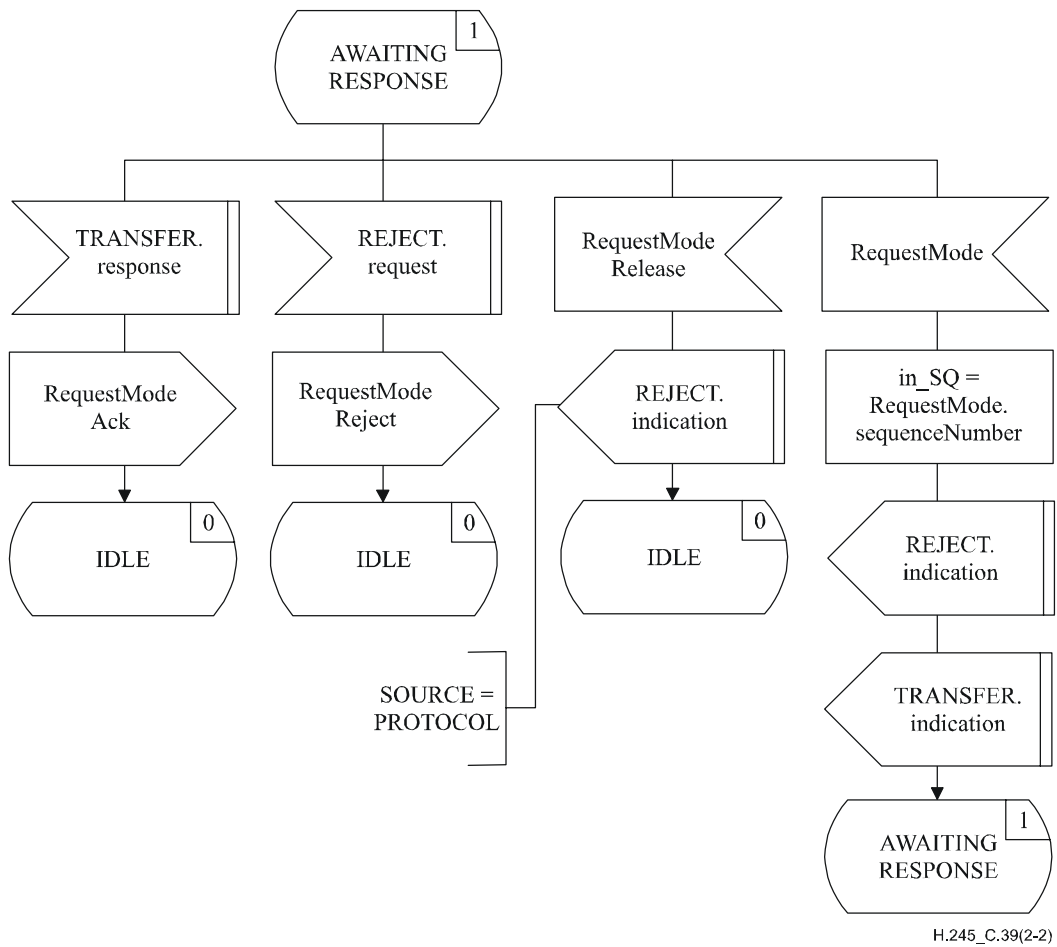 1
AWAITING
RESPONSE
TRANSFER.
response
REJECT.
request
RequestMode
Release
RequestMode
RequestMode
Ack
RequestMode
Reject
REJECT.
indication
in_SQ =
RequestMode.
sequenceNumber
0
IDLE
0
IDLE
0
IDLE
REJECT.
indication
SOURCE =
PROTOCOL
TRANSFER.
indication
1
AWAITING
RESPONSE
H.245_C.39(2-2)